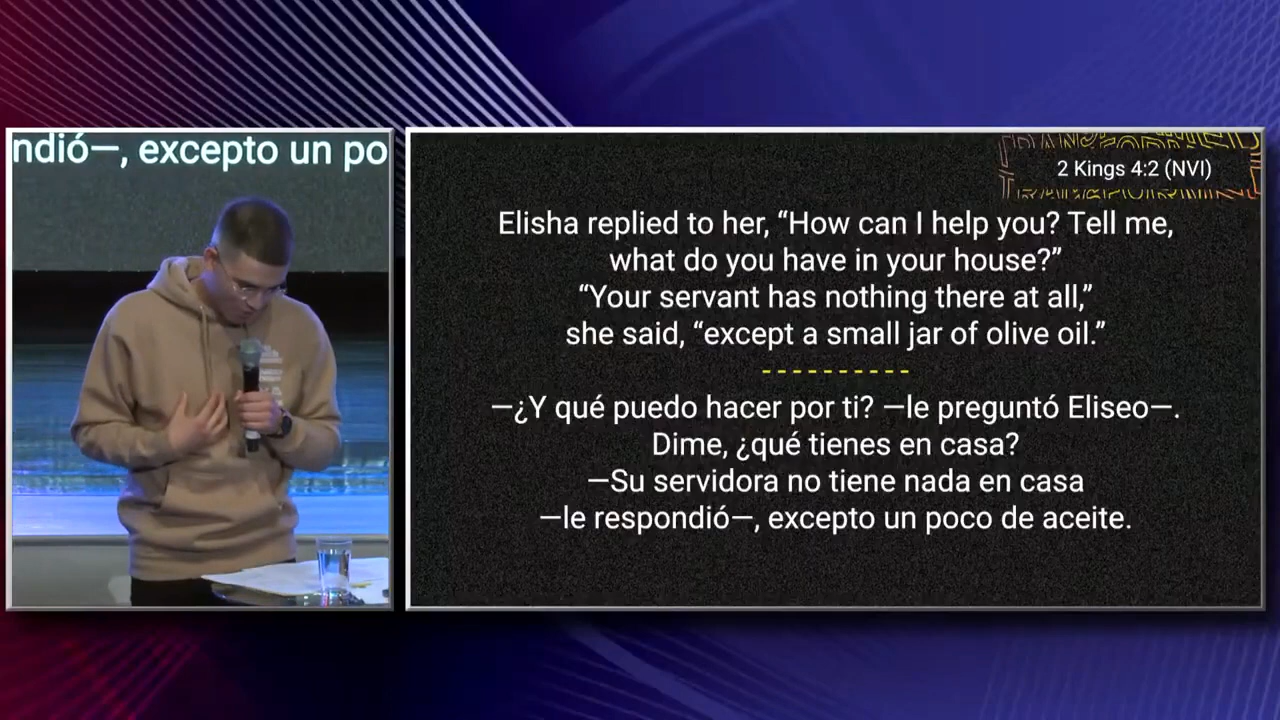 ndió—, excepto un po
2 Kings 4:2 (NVI)
Elisha replied to her, “How can I help you? Tell me,
what do you have in your house?”
“Your servant has nothing there at all,”
she said, “except a small jar of olive oil.”
—¿Y qué puedo hacer por ti? —le preguntó Eliseo—.
Dime, ¿qué tienes en casa?
—Su servidora no tiene nada en casa
—le respondió—, excepto un poco de aceite.